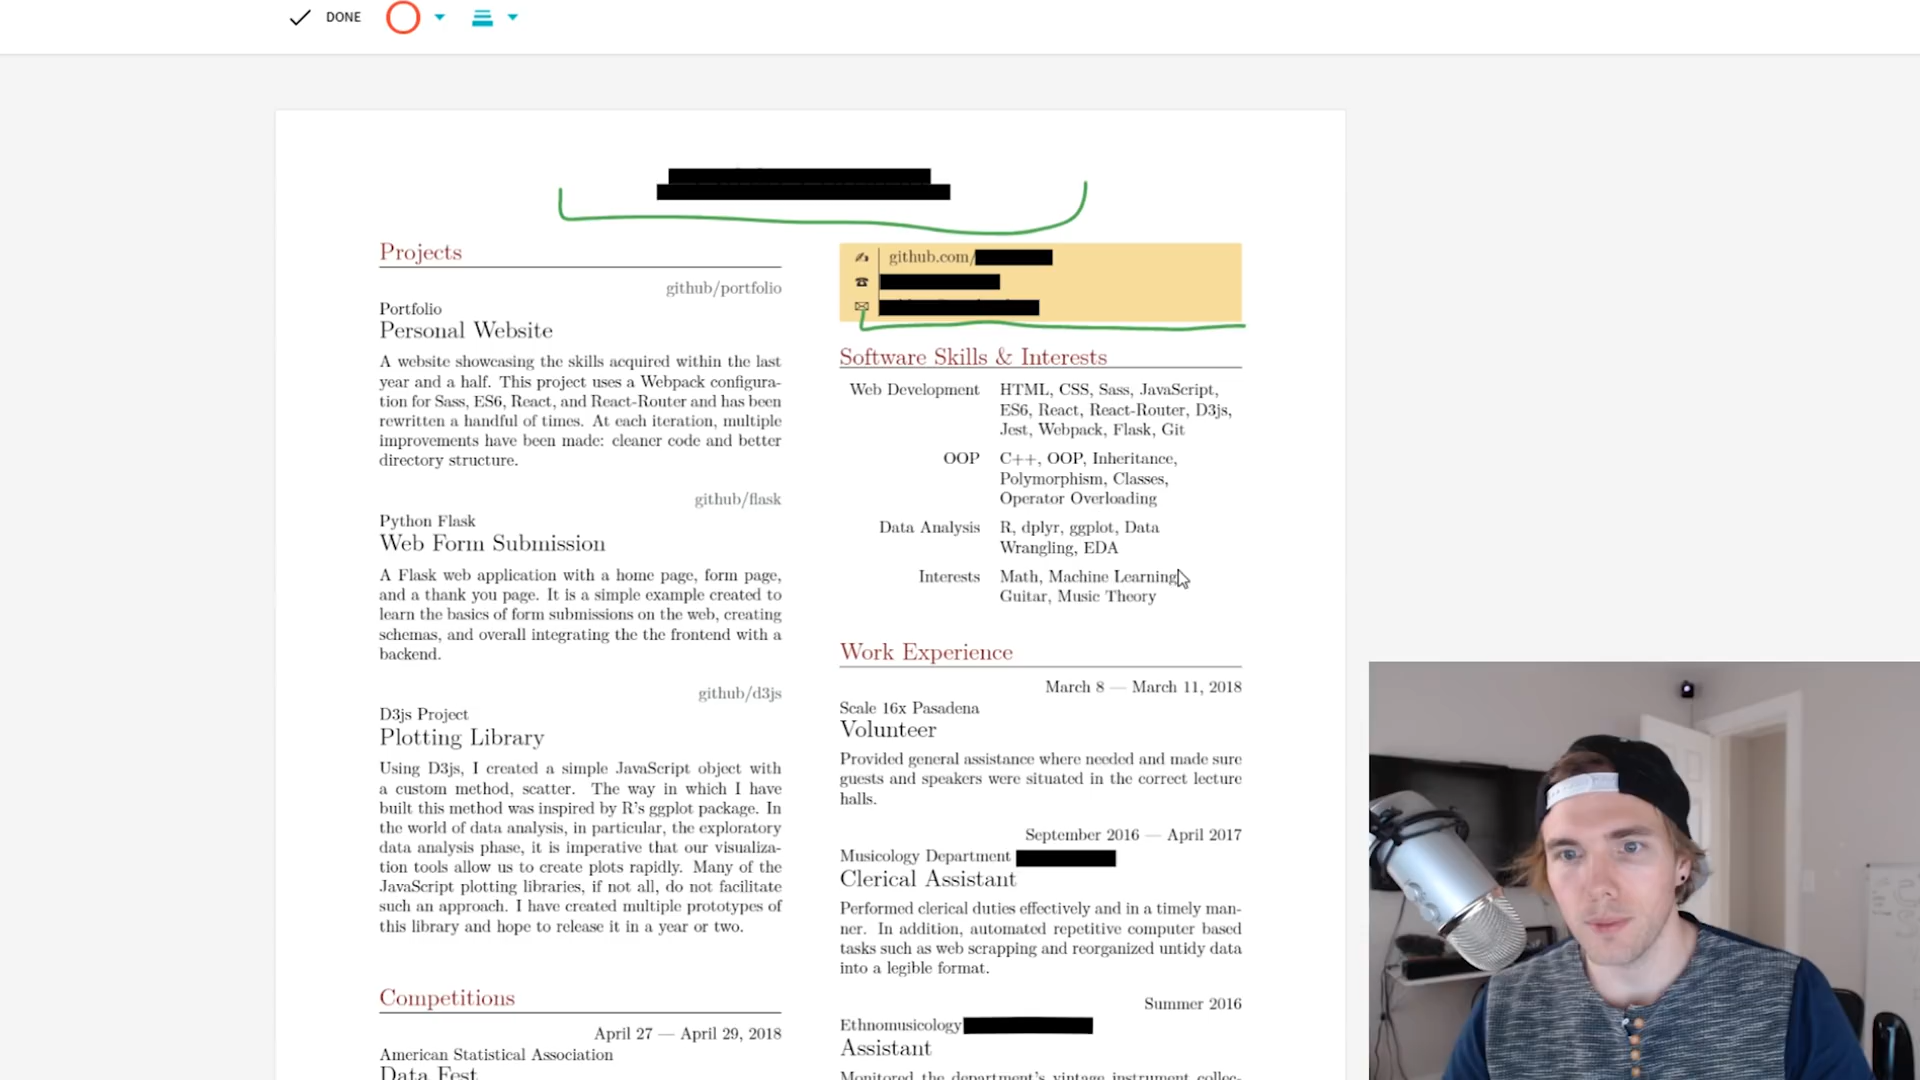 DONE
Projects
github/portfolio
Portfolio
Personal Website
A website showcasing the skills acquired within the last
year and a half. This project uses a Webpack configura-
tion for Sass, ES6, React, and React-Router and has been
rewritten a handful of times. At each iteration, multiple
improvements have been made: cleaner code and better
directory structure.
github/flask
Python Flask
Web Form Submission
A Flask web application with a home page, form page,
and a thank you page. It is a simple example created to
learn the basics of form submissions on the web, creating
schemas, and overall integrating the the frontend with a
backend.
github/d3js
D3js Project
Plotting Library
Using D3js, I created a simple JavaScript object with
a custom method, scatter. The way in which I have
built this method was inspired by R's ggplot package. In
the world of data analysis, in particular, the exploratory
data analysis phase, it is imperative that our visualiza-
tion tools allow us to create plots rapidly. Many of the
JavaScript plotting libraries, if not all, do not facilitate
such an approach. I have created multiple prototypes of
this library and hope to release it in a year or two.
Competitions
April 27 — April 29, 2018
American Statistical Association
Data Fest
github.com/
Software Skills & Interests
Web Development HTML, CSS, Sass, JavaScript,
ES6, React, React-Router, D3js,
Jest, Webpack, Flask, Git
OOP C++, OOP, Inheritance,
Polymorphism, Classes,
Operator Overloading
Data Analysis R, dplyr, ggplot, Data
Wrangling, EDA
Interests Math, Machine Learning
Guitar, Music Theory
Work Experience
March 8 — March 11, 2018
Scale 16x Pasadena
Volunteer
Provided general assistance where needed and made sure
guests and speakers were situated in the correct lecture
halls.
September 2016 — April 2017
Musicology Department
Clerical Assistant
Performed clerical duties effectively and in a timely man-
ner. In addition, automated repetitive computer based
tasks such as web scrapping and reorganized untidy data
into a legible format.
Summer 2016
Ethnomusicology
Assistant
Monitored the department's vintage instrument collec-